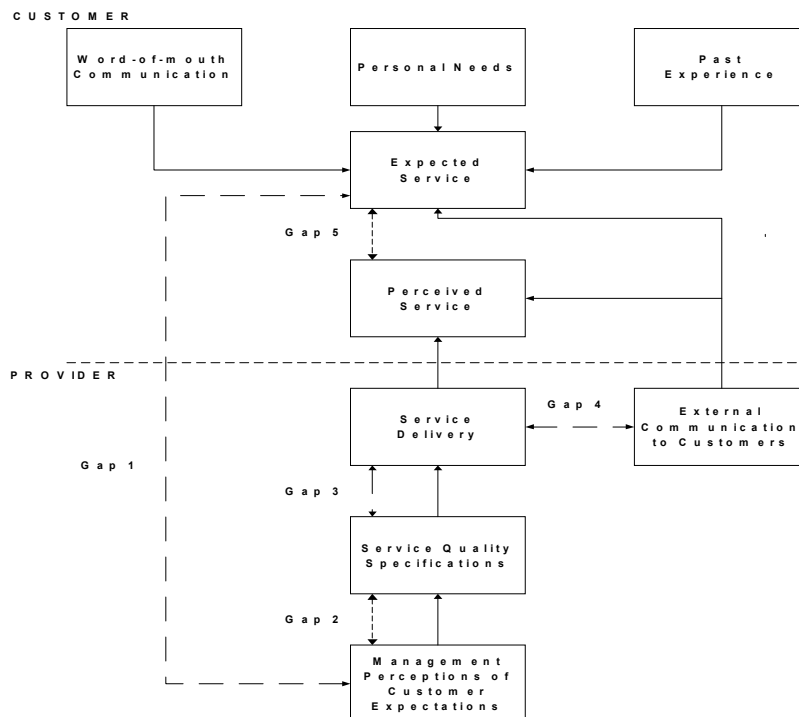 CUSTOMER
Word-of-mouth
Communication
Personal Needs
Past
Experience
Expected
Service
Gap 5
Perceived
Service
PROVIDER
Service
Delivery
Gap 4
External
Communication
to Customers
Gap 1
Gap 3
Service Quality
Specifications
Gap 2
Management
Perceptions of
Customer
Expectations